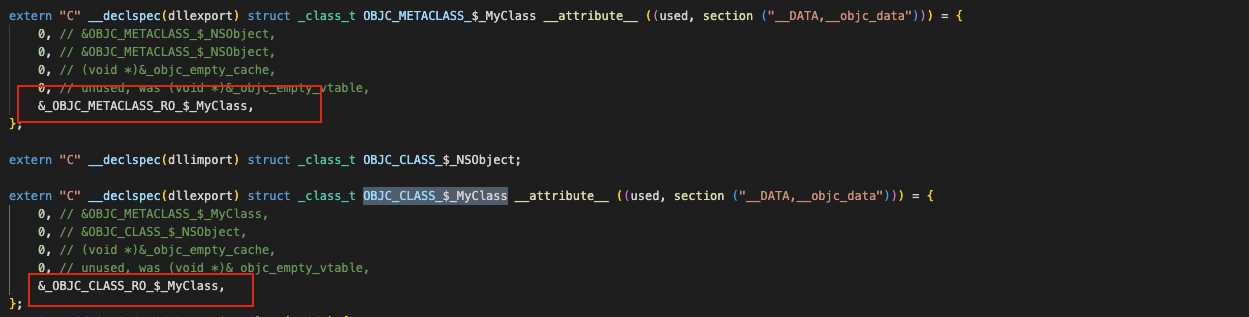 extern "C" __declspec(dllexport) struct _class_t OBJC_METACLASS_$_MyClass __attribute__ ((used, section ("__DATA,__objc_data"))) = {
0, // &OBJC_METACLASS_$_NSObject,
0, // &OBJC_METACLASS_$_NSObject,
0, // (void *)&_objc_empty_cache,
0, // unused, was (void *)&_objc_empty_vtable,
&_OBJC_METACLASS_RO_$_MyClass,
};
extern "C" __declspec(dllimport) struct _class_t OBJC_CLASS_$_NSObject;
extern "C" __declspec(dllexport) struct _class_t OBJC_CLASS_$_MyClass __attribute__ ((used, section ("__DATA,__objc_data"))) = {
0, // &OBJC_METACLASS_$_MyClass,
0, // &OBJC_CLASS_$_NSObject,
0, // (void *)&_objc_empty_cache,
0, // unused, was (void *)&_objc_empty_vtable,
&_OBJC_CLASS_RO_$_MyClass,
};